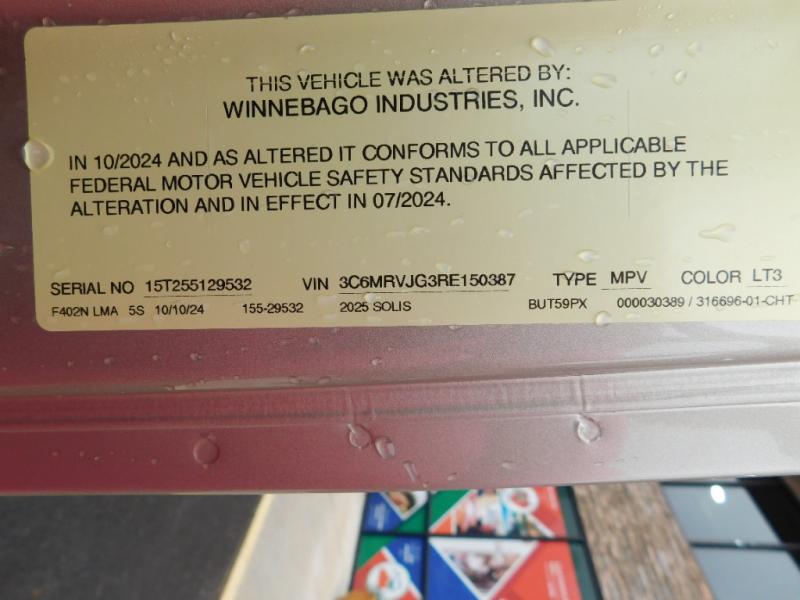 THIS VEHICLE WAS ALTERED BY:
WINNEBAGO INDUSTRIES, INC.
IN 10/2024 AND AS ALTERED IT CONFORMS TO ALL APPLICABLE
FEDERAL MOTOR VEHICLE SAFETY STANDARDS AFFECTED BY THE
ALTERATION AND IN EFFECT IN 07/2024.
SERIAL NO 15T255129532 VIN 3C6MRVJG3RE150387 TYPE MPV COLOR LT3
F402N LMA 5S 10/10/24 155-29532 2025 SOLIS BUT59PX 000030389 / 316696-01-CHT